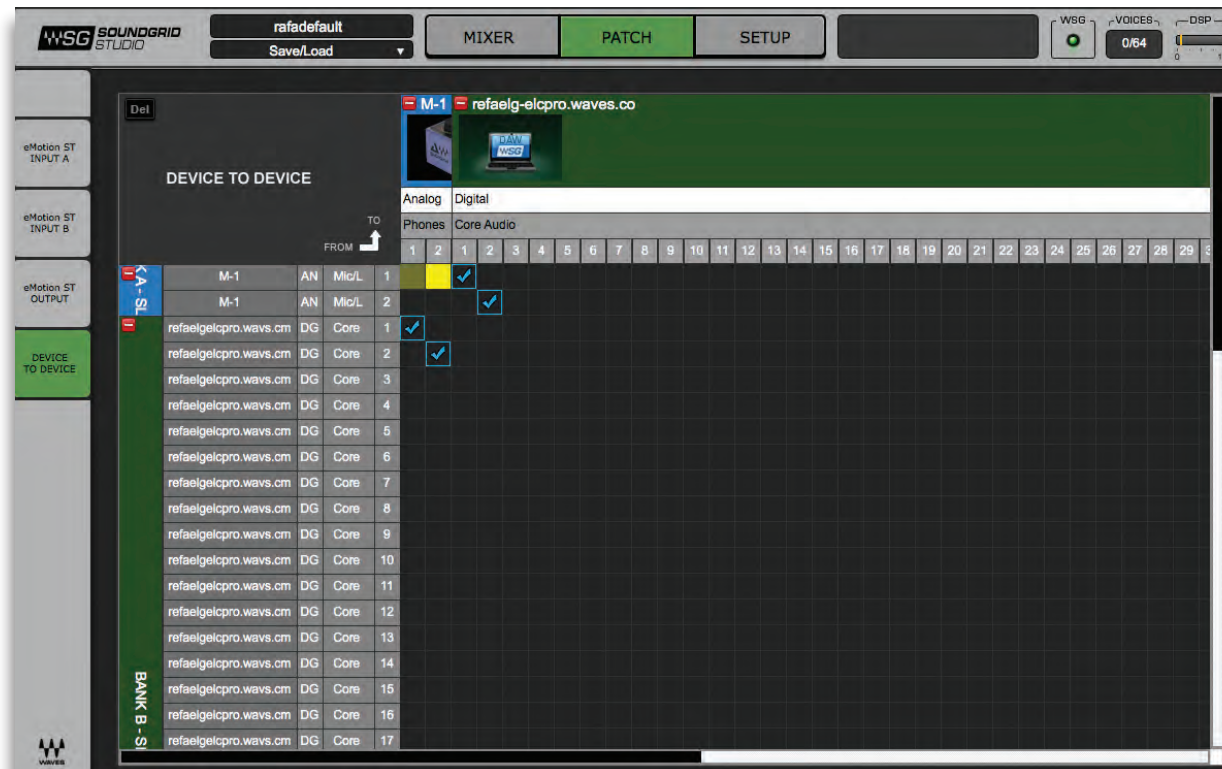 WSG SOUNDGRID STUDIO
rafadefault
Save/Load
MIXER
PATCH
SETUP
WSG
VOICES
0/64
DSP
0
eMotion ST INPUT A
eMotion ST INPUT B
eMotion ST OUTPUT
DEVICE TO DEVICE
Del
DEVICE TO DEVICE
TO
FROM
M-1 refaelg-elcpro.waves.co
DAW
WSG
Analog Digital
Phones Core Audio
1 2 1 2 3 4 5 6 7 8 9 10 11 12 13 14 15 16 17 18 19 20 21 22 23 24 25 26 27 28 29
K A - SL
M-1 AN Mic/L 1
M-1 AN Mic/L 2
refaelgelcpro.wavs.cm DG Core 1
refaelgelcpro.wavs.cm DG Core 2
refaelgelcpro.wavs.cm DG Core 3
refaelgelcpro.wavs.cm DG Core 4
refaelgelcpro.wavs.cm DG Core 5
refaelgelcpro.wavs.cm DG Core 6
refaelgelcpro.wavs.cm DG Core 7
refaelgelcpro.wavs.cm DG Core 8
refaelgelcpro.wavs.cm DG Core 9
refaelgelcpro.wavs.cm DG Core 10
refaelgelcpro.wavs.cm DG Core 11
refaelgelcpro.wavs.cm DG Core 12
refaelgelcpro.wavs.cm DG Core 13
refaelgelcpro.wavs.cm DG Core 14
refaelgelcpro.wavs.cm DG Core 15
refaelgelcpro.wavs.cm DG Core 16
refaelgelcpro.wavs.cm DG Core 17
BANK B - Sl
WAVES